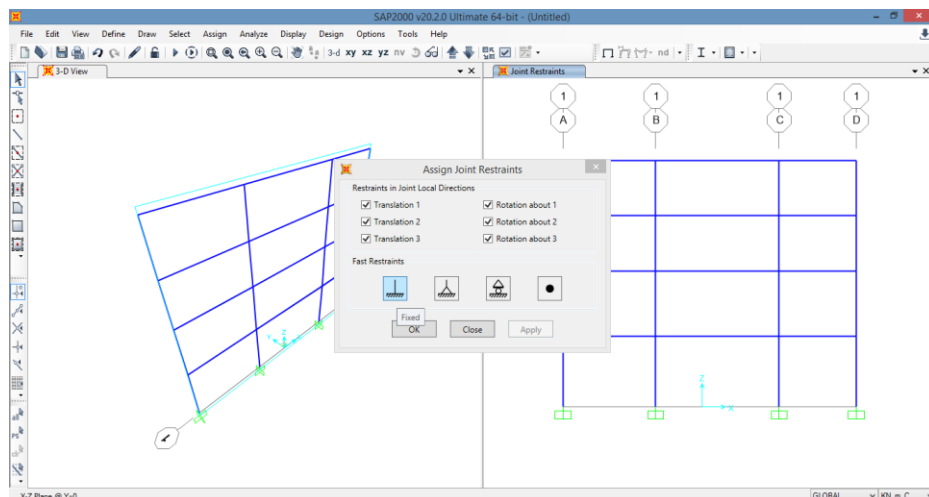 SAP2000 v20.2.0 Ultimate 64-bit - (Untitled)
File Edit View Define Draw Select Assign Analyze Display Design Options Tools Help
3-d xy xz yz nv nd
3-D View
Joint Restraints
1 1 1 1
A B C D
Assign Joint Restraints
Restraints in Joint Local Directions
Translation 1 Rotation about 1
Translation 2 Rotation about 2
Translation 3 Rotation about 3
Fast Restraints
Fixed
OK Close Apply
Z
X
X-Z Plane @ Y=0
GLOBAL KN, m, C